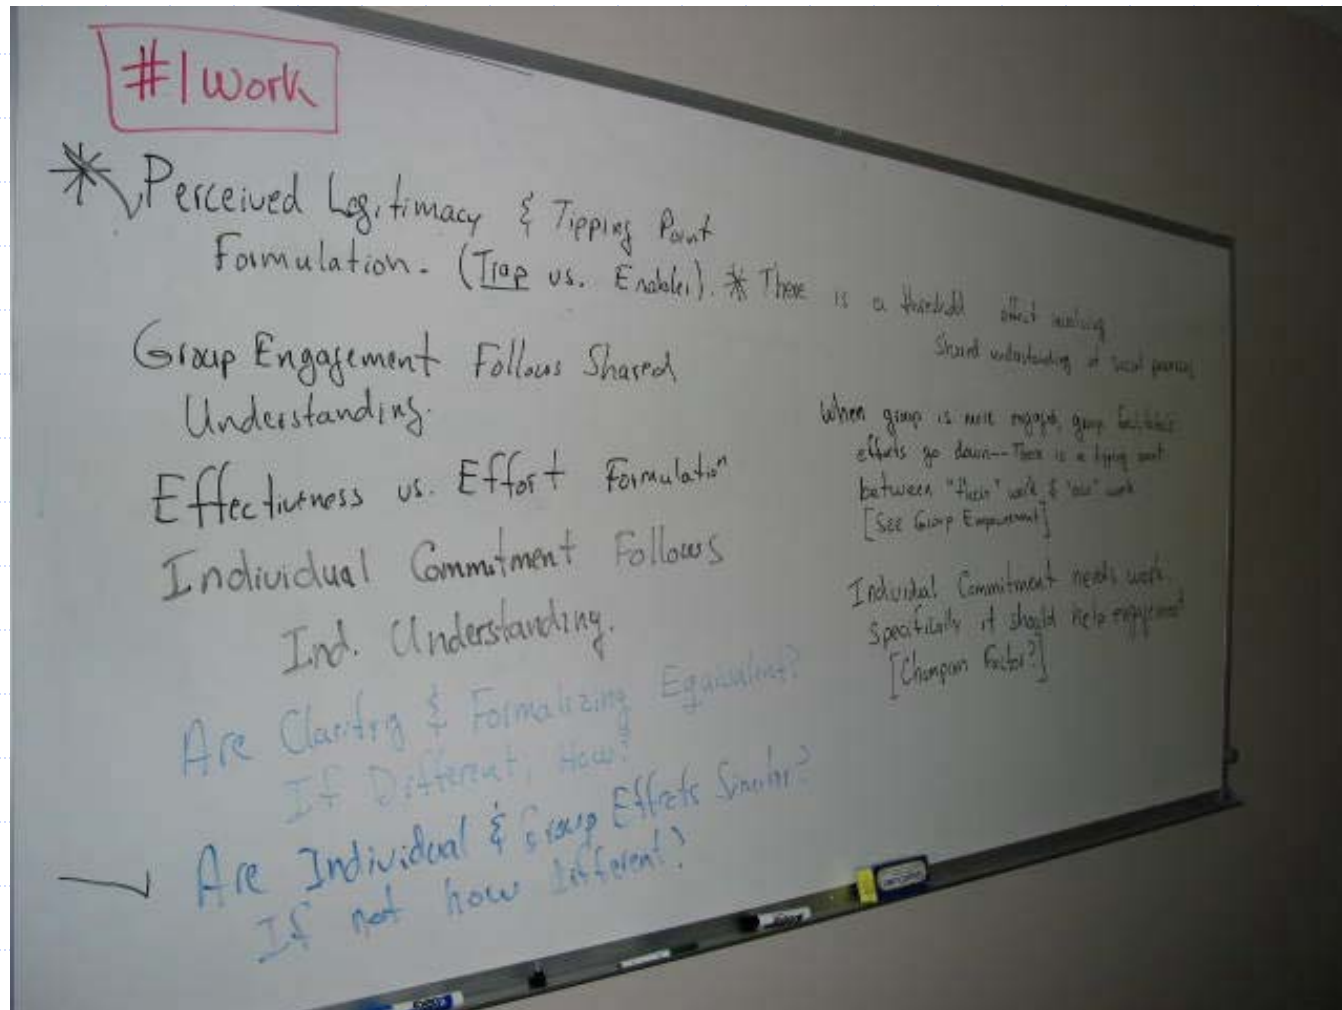 #1 Work
* Perceived Legitimacy & Tipping Point
Formulation. (Trap vs. Enabler). * There is a threshold effect involving
Shared understanding of social processes
Group Engagement Follows Shared
Understanding.
Effectiveness vs. Effort Formulation
Individual Commitment Follows
Ind. Understanding.
Are Clarifying & Formalizing Equivalent?
If Different, How?
Are Individual & Group Effects Similar?
If not how different?
When group is more engaged, group facilitator's
efforts go down-- There is a tipping point
between "their" work & "our" work
[See Group Empowerment]
Individual Commitment needs work.
Specifically it should help engagement
[Champion Factor?]